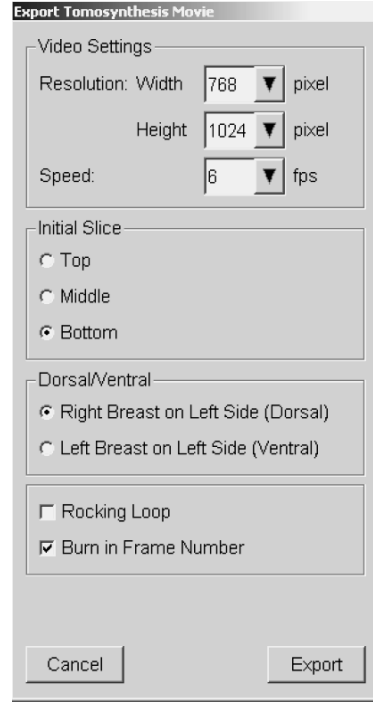 Export Tomosynthesis Movie
Video Settings
Resolution: Width 768 pixel
Height 1024 pixel
Speed: 6 fps
Initial Slice
Top
Middle
Bottom
Dorsal/Ventral
Right Breast on Left Side (Dorsal)
Left Breast on Left Side (Ventral)
Rocking Loop
Burn in Frame Number
Cancel Export